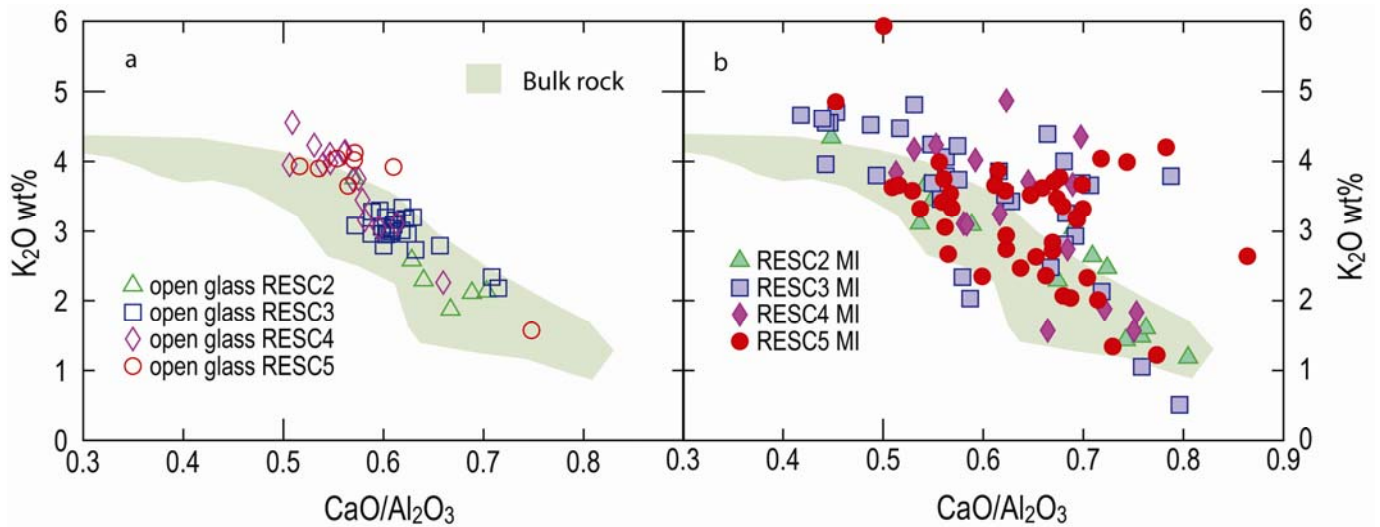 6
5
4
3
2
1
0
K₂O wt%
a
Bulk rock
open glass RESC2
open glass RESC3
open glass RESC4
open glass RESC5
0.3
0.4
0.5
0.6
0.7
0.8
CaO/Al₂O₃
b
RESC2 MI
RESC3 MI
RESC4 MI
RESC5 MI
0.3
0.4
0.5
0.6
0.7
0.8
0.9
CaO/Al₂O₃
6
5
4
3
2
1
0
K₂O wt%